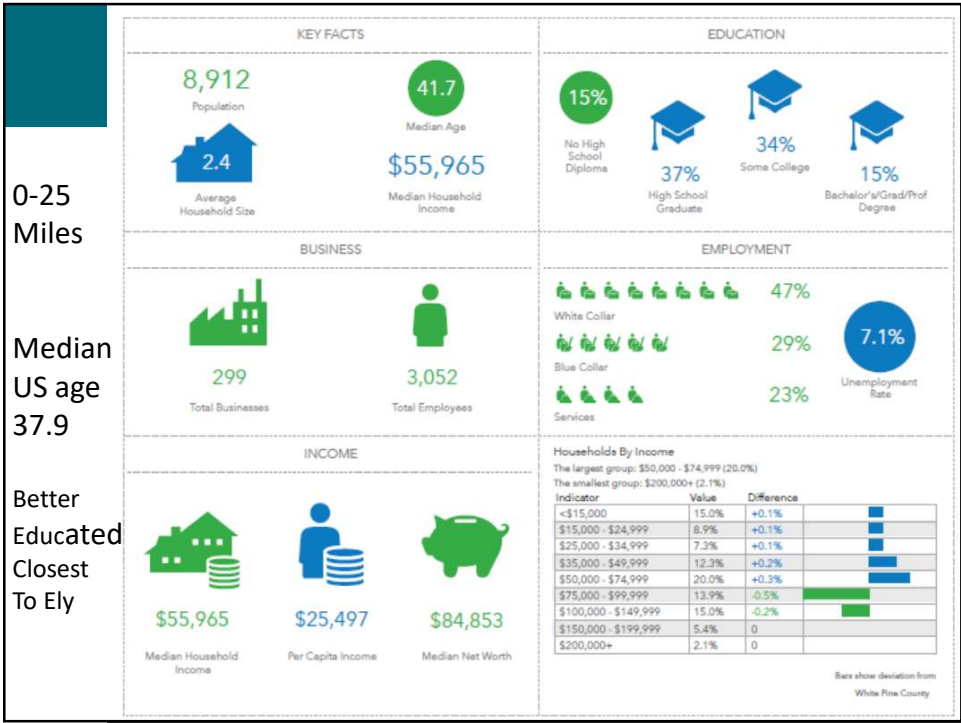 0-25
Miles
Median
US age
37.9
Better
Educated
Closest
To Ely
KEY FACTS
8,912
Population
41.7
Median Age
2.4
Average
Household Size
$55,965
Median Household
Income
EDUCATION
15%
No High
School
Diploma
37%
High School
Graduate
34%
Some College
15%
Bachelor's/Grad/Prof
Degree
BUSINESS
299
Total Businesses
3,052
Total Employees
EMPLOYMENT
47%
White Collar
29%
Blue Collar
23%
Services
7.1%
Unemployment
Rate
INCOME
$55,965
Median Household
Income
$25,497
Per Capita Income
$84,853
Median Net Worth
Households By Income
The largest group: $50,000 - $74,999 (20.0%)
The smallest group: $200,000+ (2.1%)
Indicator Value Difference
<$15,000 15.0% +0.1%
$15,000 - $24,999 8.9% +0.1%
$25,000 - $34,999 7.3% +0.1%
$35,000 - $49,999 12.3% +0.2%
$50,000 - $74,999 20.0% +0.3%
$75,000 - $99,999 13.9% -0.5%
$100,000 - $149,999 15.0% -0.2%
$150,000 - $199,999 5.4% 0
$200,000+ 2.1% 0
Bars show deviation from
White Pine County